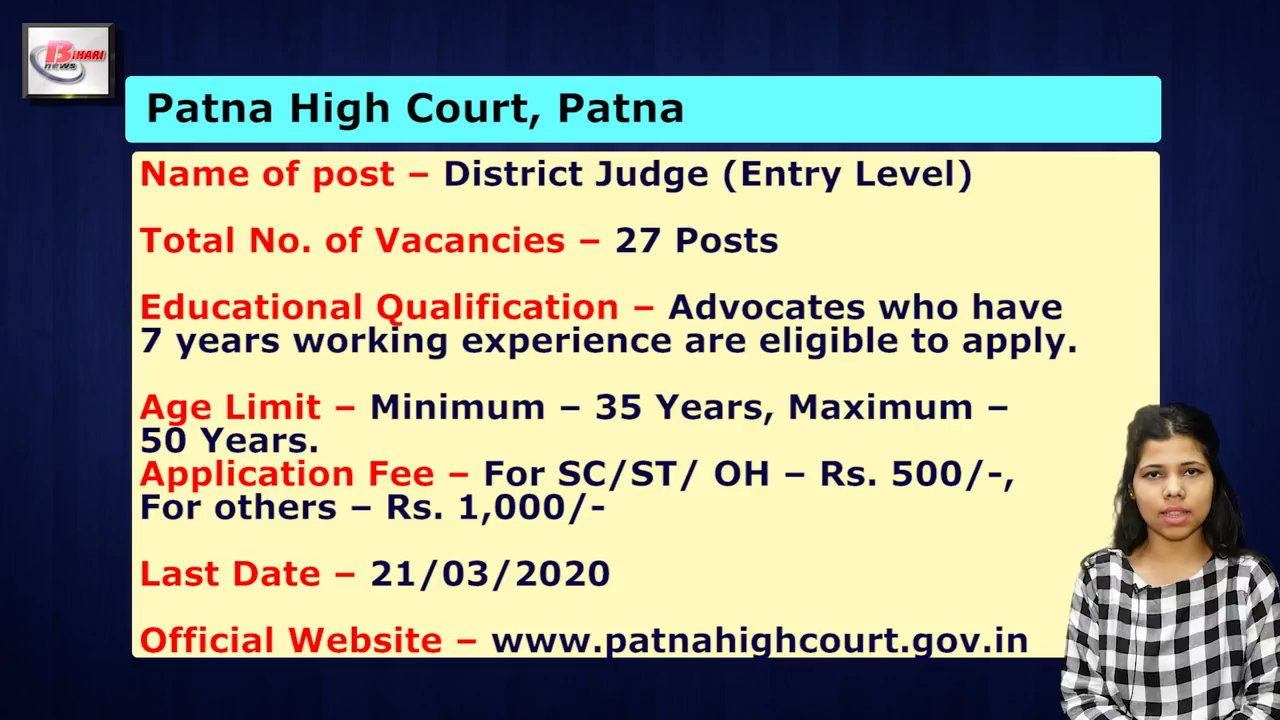 BIHARI
news
Patna High Court, Patna
Name of post – District Judge (Entry Level)
Total No. of Vacancies – 27 Posts
Educational Qualification – Advocates who have
7 years working experience are eligible to apply.
Age Limit – Minimum – 35 Years, Maximum –
50 Years.
Application Fee – For SC/ST/ OH – Rs. 500/-,
For others – Rs. 1,000/-
Last Date – 21/03/2020
Official Website – www.patnahighcourt.gov.in